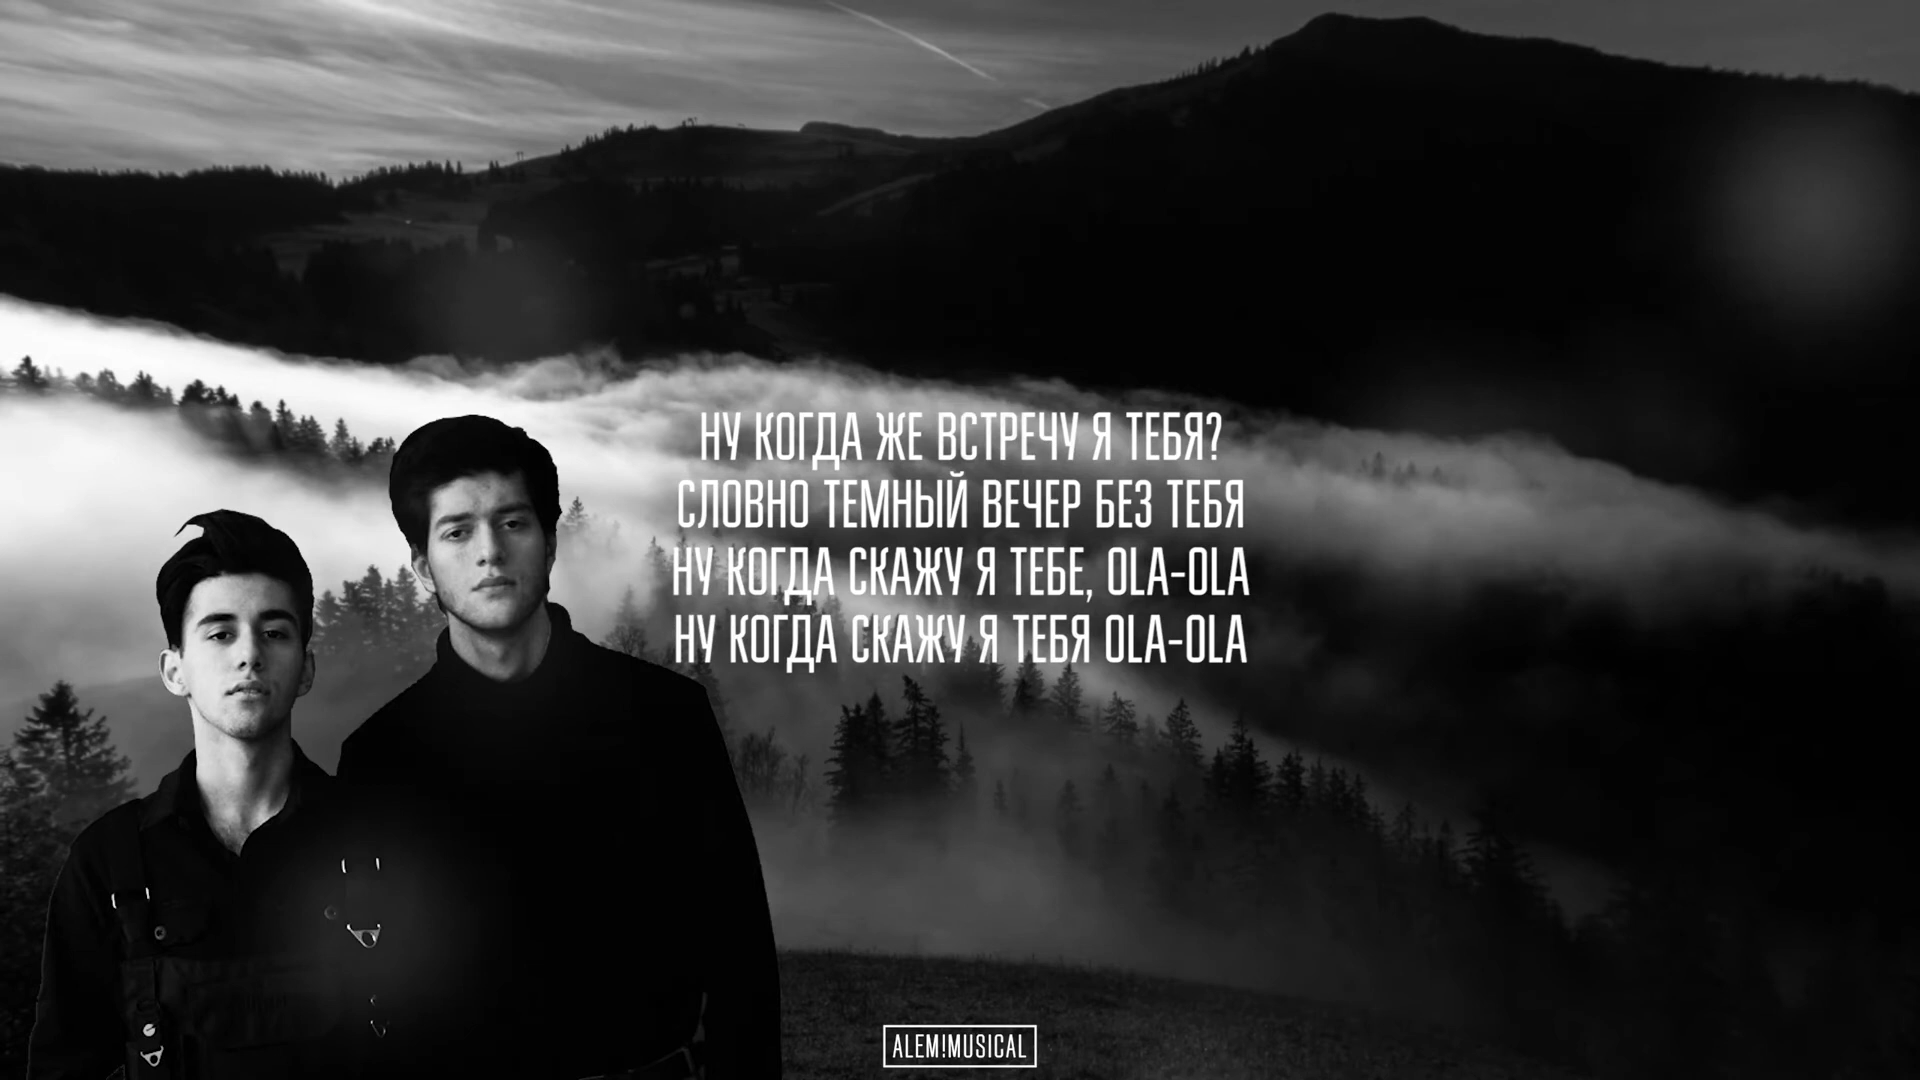 НУ КОГДА ЖЕ ВСТРЕЧУ Я ТЕБЯ?
СЛОВНО ТЕМНЫЙ ВЕЧЕР БЕЗ ТЕБЯ
НУ КОГДА СКАЖУ Я ТЕБЕ, OLA-OLA
НУ КОГДА СКАЖУ Я ТЕБЯ OLA-OLA
ALEM!MUSICAL